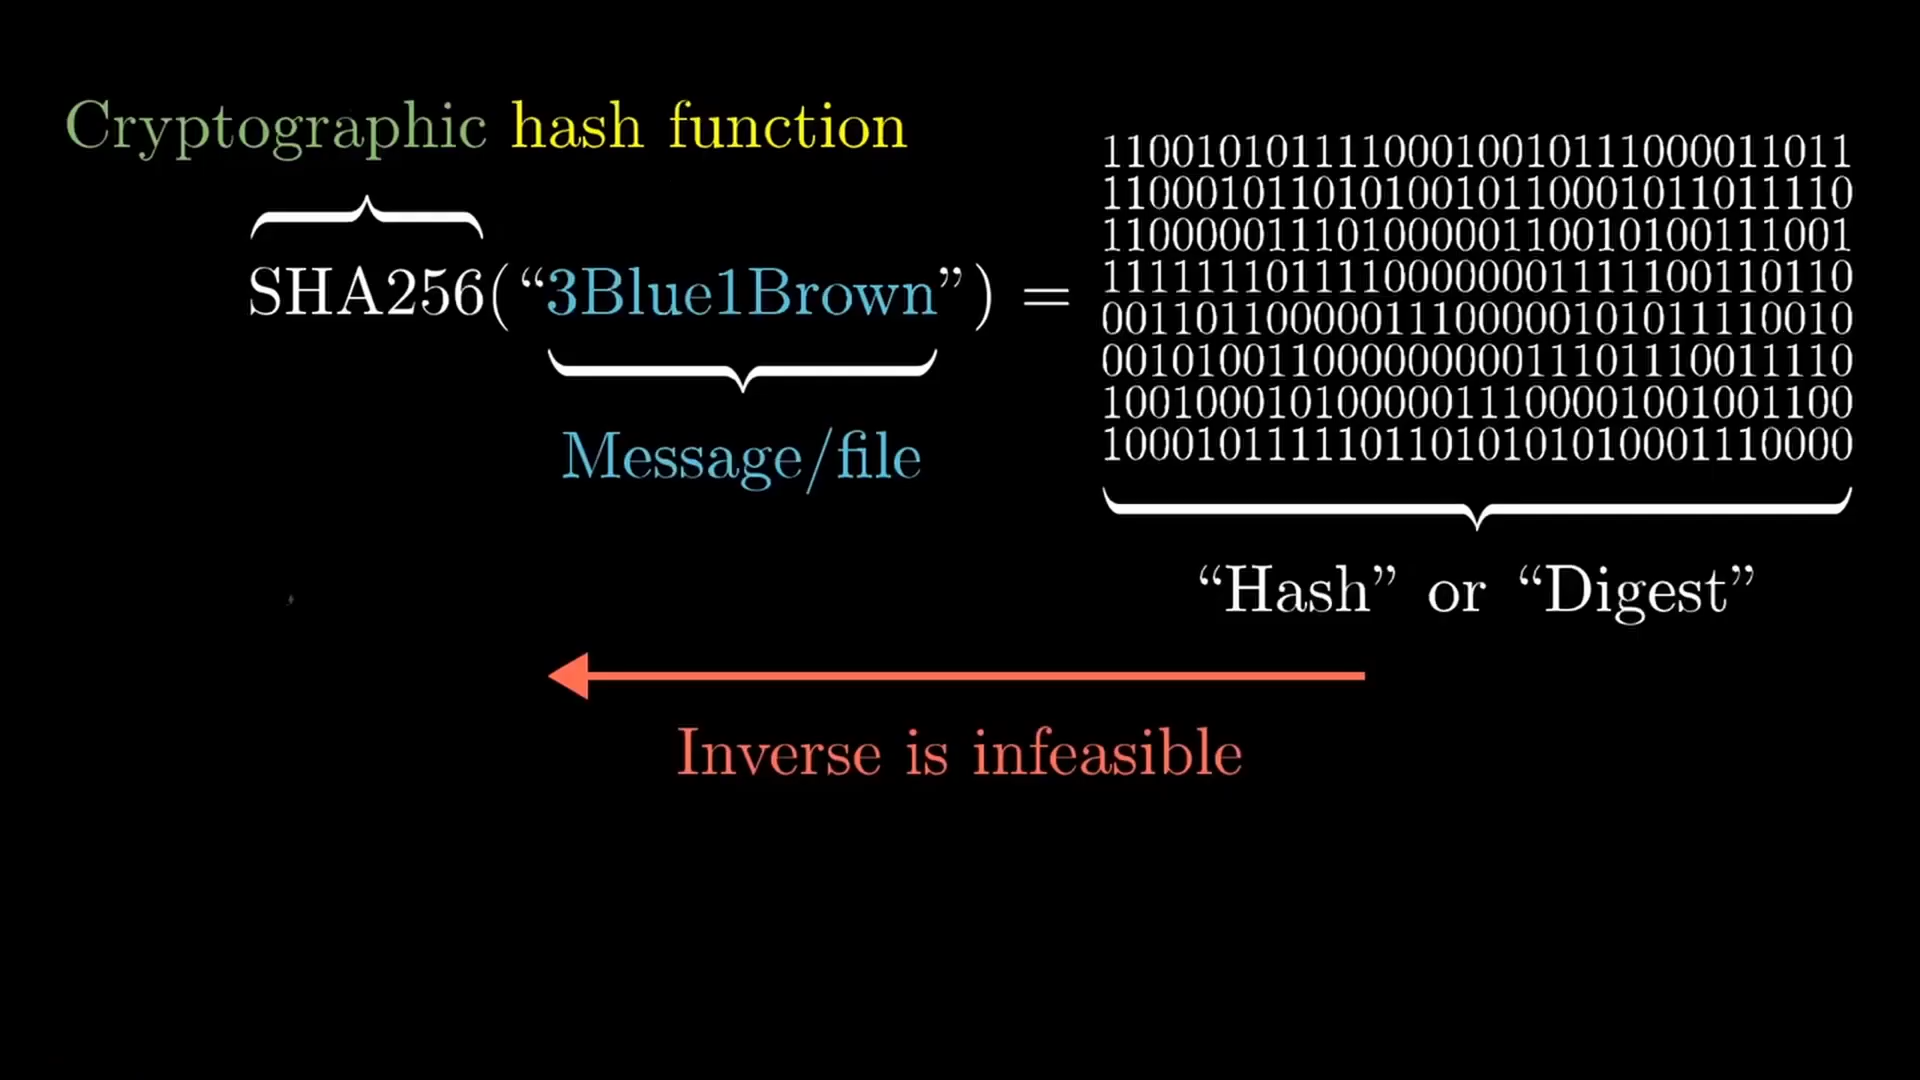 Cryptographic hash function
SHA256(“3Blue1Brown”) =
Message/file
11001010111100010010111000011011
11000101101010010110001011011110
11000001110100000110010100111001
11111110111100000001111100110110
00110110000011100000101011110010
0010100110000000000111011110011110
10010001010000011100001001001100
10001011111011010101010001110000
“Hash” or “Digest”
Inverse is infeasible